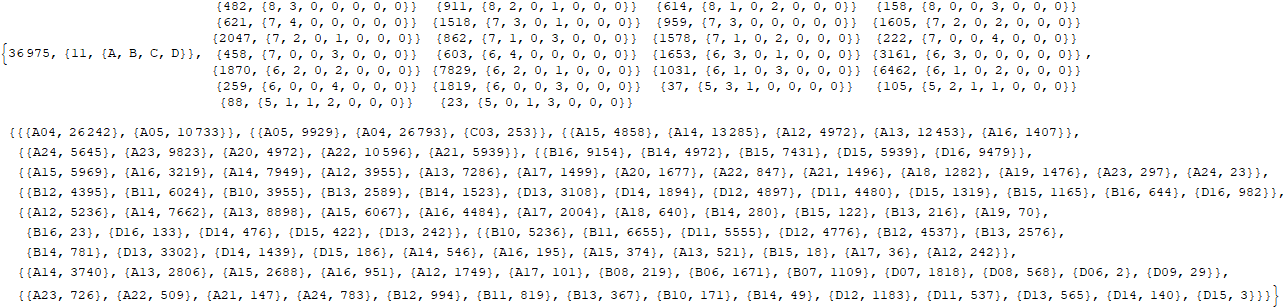 {482, {8, 3, 0, 0, 0, 0, 0}} {911, {8, 2, 0, 1, 0, 0, 0}} {614, {8, 1, 0, 2, 0, 0, 0}} {158, {8, 0, 0, 3, 0, 0, 0}}
{621, {7, 4, 0, 0, 0, 0, 0}} {1518, {7, 3, 0, 1, 0, 0, 0}} {959, {7, 3, 0, 0, 0, 0, 0}} {1605, {7, 2, 0, 2, 0, 0, 0}}
{2047, {7, 2, 0, 1, 0, 0, 0}} {862, {7, 1, 0, 3, 0, 0, 0}} {1578, {7, 1, 0, 2, 0, 0, 0}} {222, {7, 0, 0, 4, 0, 0, 0}}
{36975, {11, {A, B, C, D}}, {458, {7, 0, 0, 3, 0, 0, 0}} {603, {6, 4, 0, 0, 0, 0, 0}} {1653, {6, 3, 0, 1, 0, 0, 0}} {3161, {6, 3, 0, 0, 0, 0, 0}} ,
{1870, {6, 2, 0, 2, 0, 0, 0}} {7829, {6, 2, 0, 1, 0, 0, 0}} {1031, {6, 1, 0, 3, 0, 0, 0}} {6462, {6, 1, 0, 2, 0, 0, 0}}
{259, {6, 0, 0, 4, 0, 0, 0}} {1819, {6, 0, 0, 3, 0, 0, 0}} {37, {5, 3, 1, 0, 0, 0, 0}} {105, {5, 2, 1, 1, 0, 0, 0}}
{88, {5, 1, 1, 2, 0, 0, 0}} {23, {5, 0, 1, 3, 0, 0, 0}}
{{{{A04, 26242}, {A05, 10733}}, {{A05, 9929}, {A04, 26793}, {C03, 253}}, {{A15, 4858}, {A14, 13285}, {A12, 4972}, {A13, 12453}, {A16, 1407}},
{{A24, 5645}, {A23, 9823}, {A20, 4972}, {A22, 10596}, {A21, 5939}}, {{B16, 9154}, {B14, 4972}, {B15, 7431}, {D15, 5939}, {D16, 9479}},
{{A15, 5969}, {A16, 3219}, {A14, 7949}, {A12, 3955}, {A13, 7286}, {A17, 1499}, {A20, 1677}, {A22, 847}, {A21, 1496}, {A18, 1282}, {A19, 1476}, {A23, 297}, {A24, 23}},
{{B12, 4395}, {B11, 6024}, {B10, 3955}, {B13, 2589}, {B14, 1523}, {D13, 3108}, {D14, 1894}, {D12, 4897}, {D11, 4480}, {D15, 1319}, {B15, 1165}, {B16, 644}, {D16, 982}},
{{A12, 5236}, {A14, 7662}, {A13, 8898}, {A15, 6067}, {A16, 4484}, {A17, 2004}, {A18, 640}, {B14, 280}, {B15, 122}, {B13, 216}, {A19, 70},
{B16, 23}, {D16, 133}, {D14, 476}, {D15, 422}, {D13, 242}}, {{B10, 5236}, {B11, 6655}, {D11, 5555}, {D12, 4776}, {B12, 4537}, {B13, 2576},
{B14, 781}, {D13, 3302}, {D14, 1439}, {D15, 186}, {A14, 546}, {A16, 195}, {A15, 374}, {A13, 521}, {B15, 18}, {A17, 36}, {A12, 242}},
{{A14, 3740}, {A13, 2806}, {A15, 2688}, {A16, 951}, {A12, 1749}, {A17, 101}, {B08, 219}, {B06, 1671}, {B07, 1109}, {D07, 1818}, {D08, 568}, {D06, 2}, {D09, 29}},
{{A23, 726}, {A22, 509}, {A21, 147}, {A24, 783}, {B12, 994}, {B11, 819}, {B13, 367}, {B10, 171}, {B14, 49}, {D12, 1183}, {D11, 537}, {D13, 565}, {D14, 140}, {D15, 3}}}}